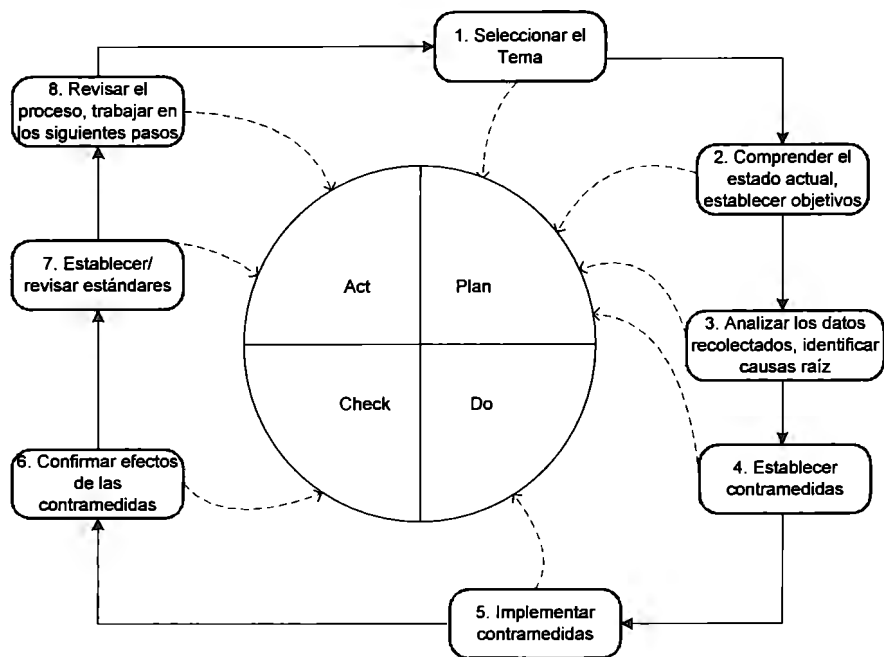 1. Seleccionar el
Tema
8. Revisar el
proceso, trabajar en
los siguientes pasos
2. Comprender el
estado actual,
establecer objetivos
7. Establecer/
revisar estándares
Act
Plan
3. Analizar los datos
recolectados, identificar
causas raíz
Check
Do
6. Confirmar efectos
de las
contramedidas
4. Establecer
contramedidas
5. Implementar
contramedidas